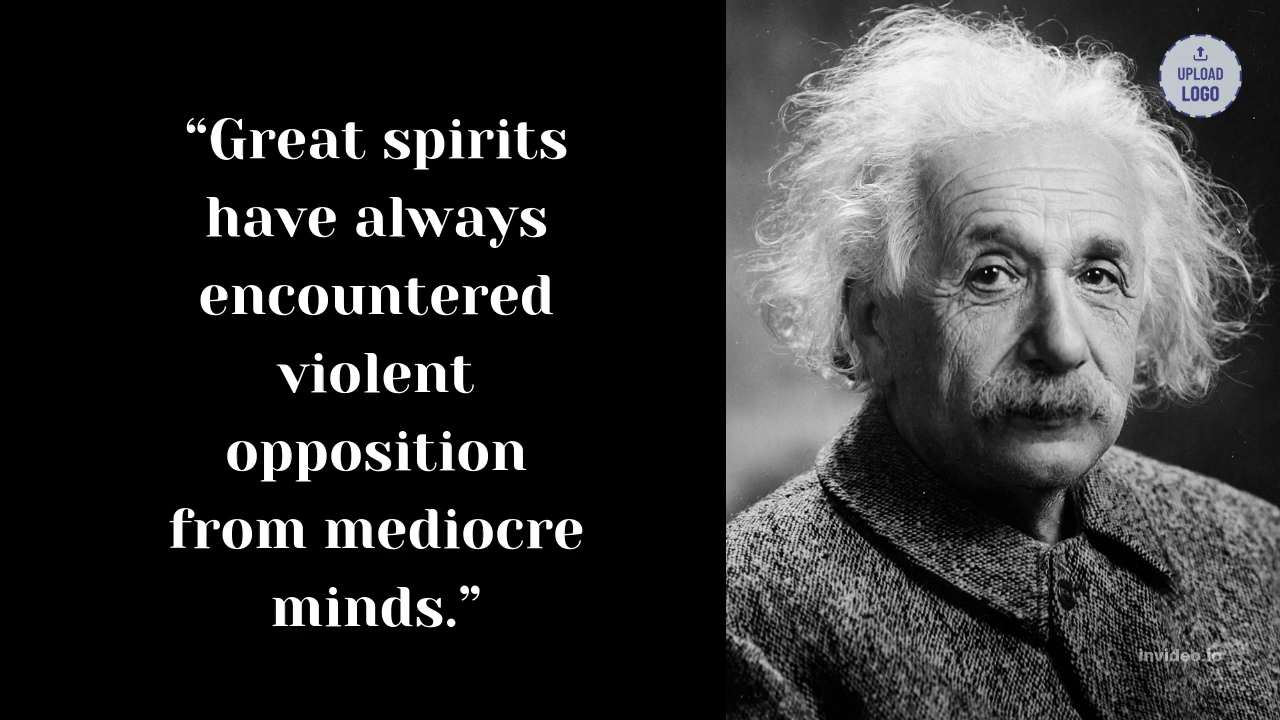 “Great spirits
have always
encountered
violent
opposition
from mediocre
minds.”
UPLOAD
LOGO
invideo.io